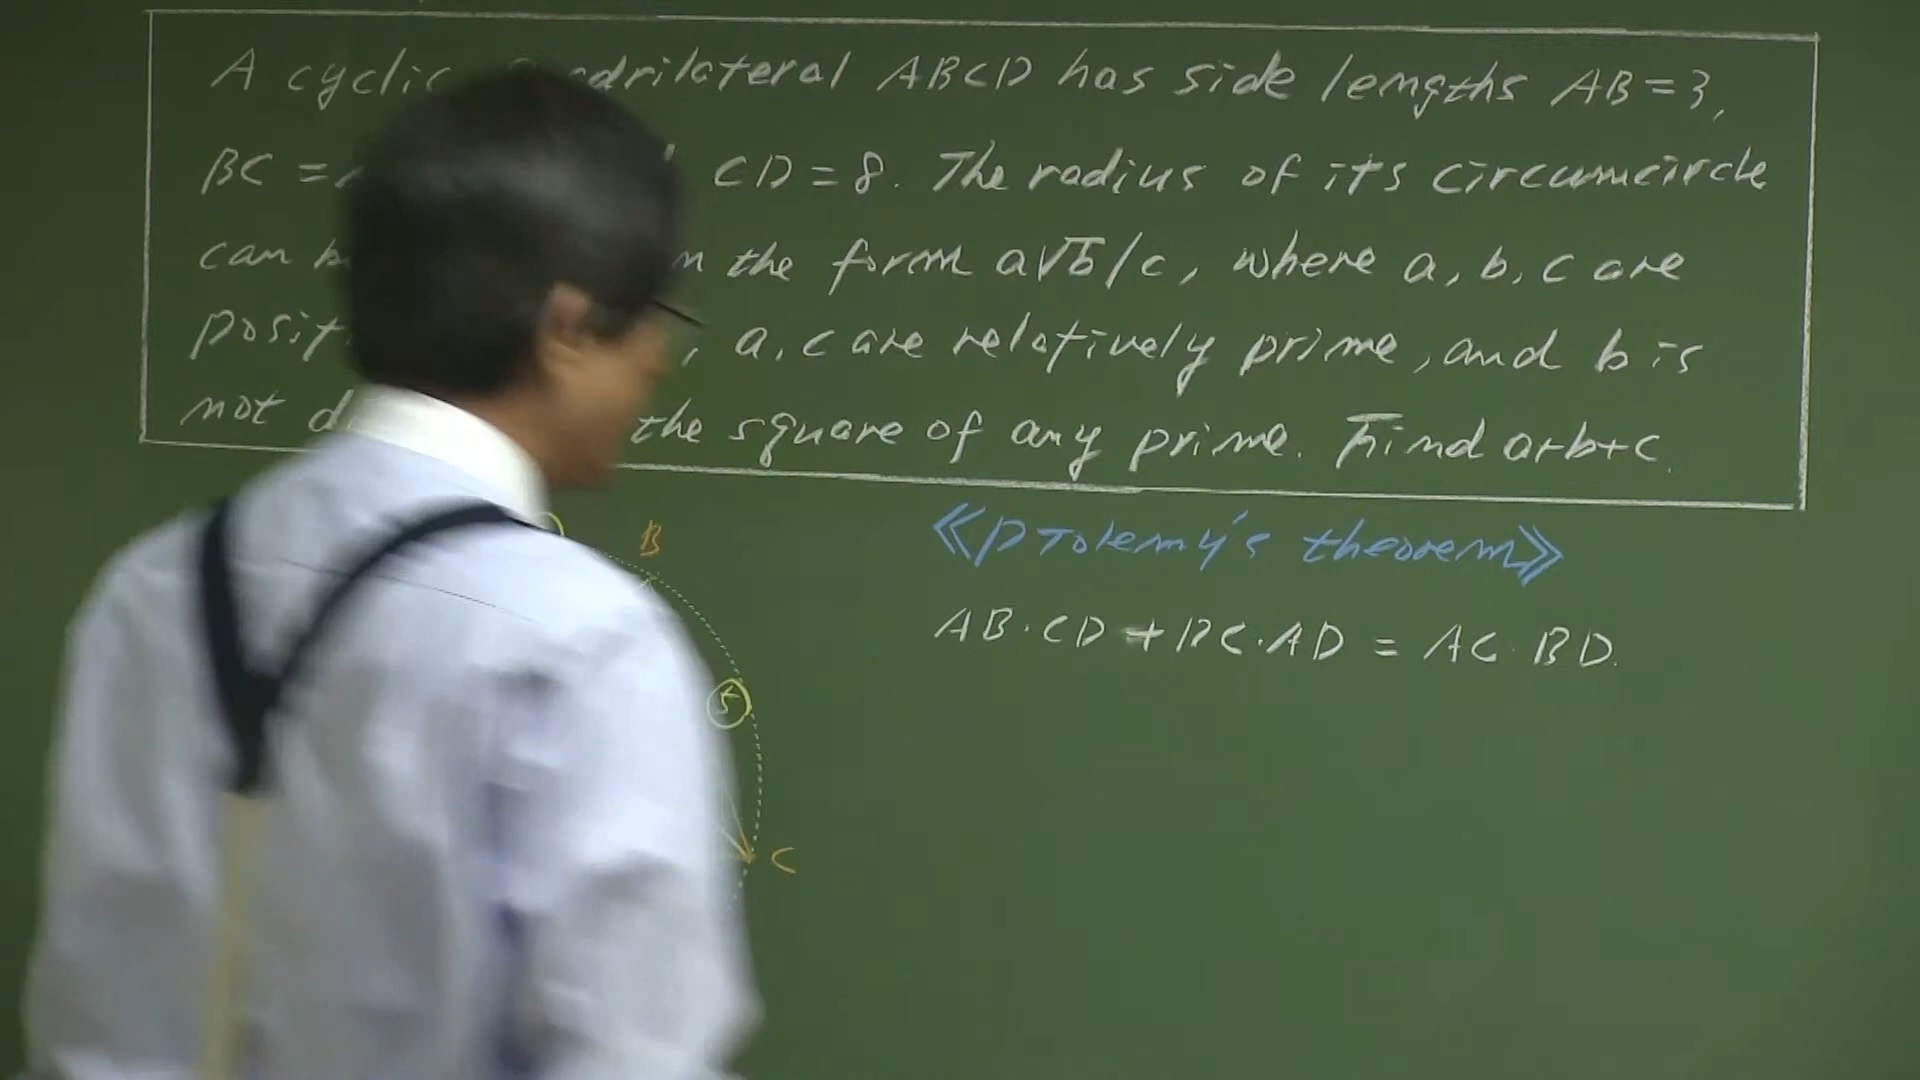 A cyclic quadrilateral ABCD has side lengths AB=3,
BC = CD=8. The radius of its circumcircle
can the form a√b/c, where a, b, c are
, a, c are relatively prime, and b is
not the square of any prime. Find a+b+c.
《Ptolemy's theorem》
B
AB·CD+BC·AD = AC·BD.
5
C